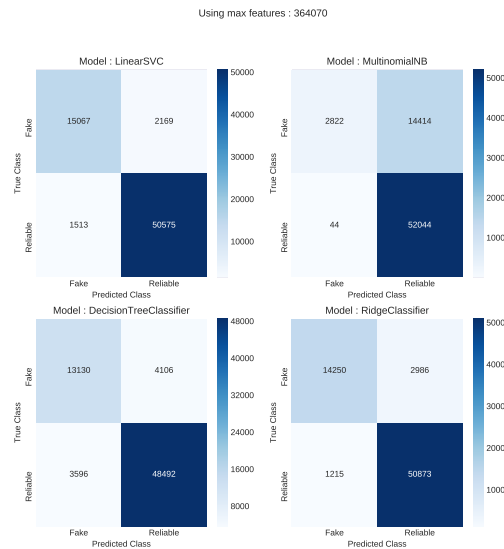 Using max features : 364070
Model : LinearSVC
Model : MultinomialNB
True Class
Fake
15067
2169
Reliable
1513
50575
Fake
Reliable
Predicted Class
50000
40000
30000
20000
10000
True Class
Fake
2822
14414
Reliable
44
52044
Fake
Reliable
Predicted Class
Model : DecisionTreeClassifier
Model : RidgeClassifier
True Class
Fake
13130
4106
Reliable
3596
48492
Fake
Reliable
Predicted Class
48000
40000
32000
24000
16000
8000
True Class
Fake
14250
2986
Reliable
1215
50873
Fake
Reliable
Predicted Class